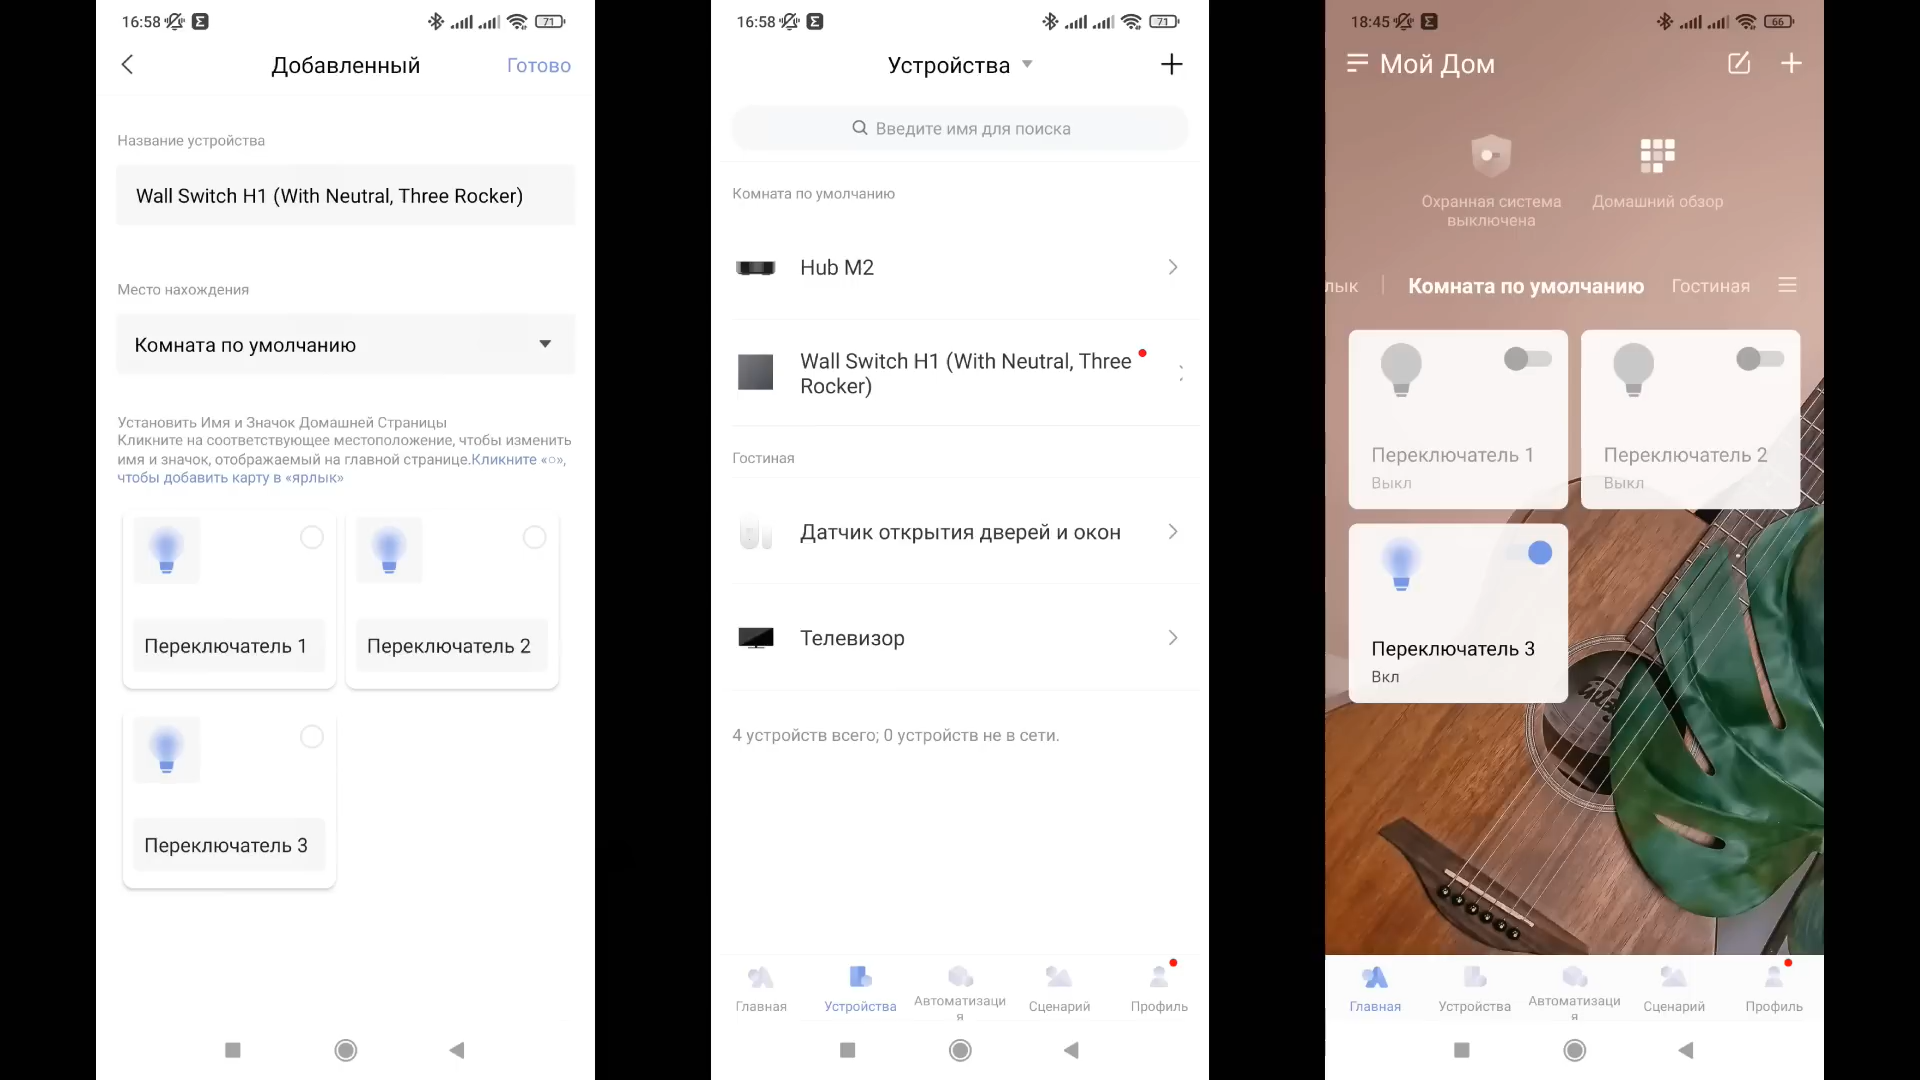 16:58
71
Добавленный
Готово
Название устройства
Wall Switch H1 (With Neutral, Three Rocker)
Место нахождения
Комната по умолчанию
Установить Имя и Значок Домашней Страницы
Кликните на соответствующее местоположение, чтобы изменить
имя и значок, отображаемый на главной странице.Кликните «○»,
чтобы добавить карту в «ярлык»
Переключатель 1
Переключатель 2
Переключатель 3
16:58
71
Устройства
Введите имя для поиска
Комната по умолчанию
Hub M2
Wall Switch H1 (With Neutral, Three
Rocker)
Гостиная
Датчик открытия дверей и окон
Телевизор
4 устройств всего; 0 устройств не в сети.
Главная
Устройства
Автоматизаци
я
Сценарий
Профиль
18:45
66
Мой Дом
Охранная система
выключена
Домашний обзор
лык
Комната по умолчанию
Гостиная
Переключатель 1
Выкл
Переключатель 2
Выкл
Переключатель 3
Вкл
Главная
Устройства
Автоматизаци
я
Сценарий
Профиль